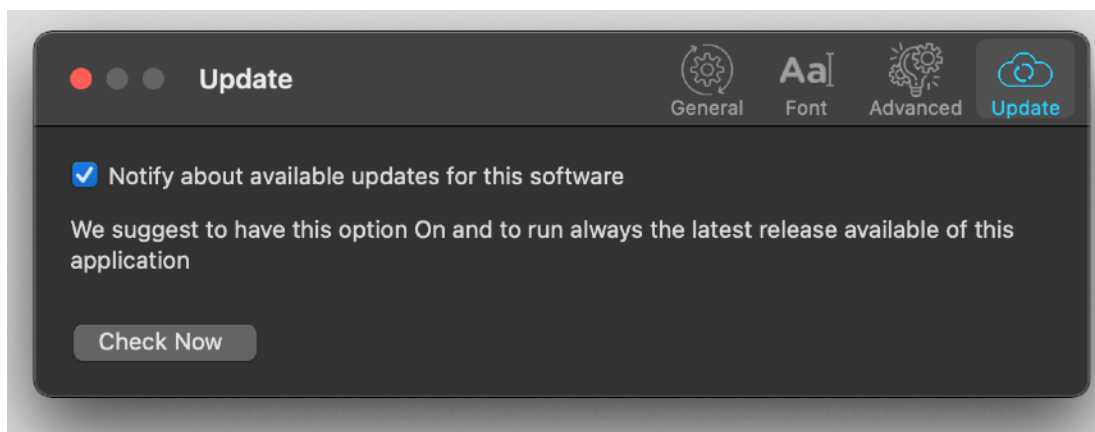 Update
General
Aa
Font
Advanced
Update
Notify about available updates for this software
We suggest to have this option On and to run always the latest release available of this
application
Check Now